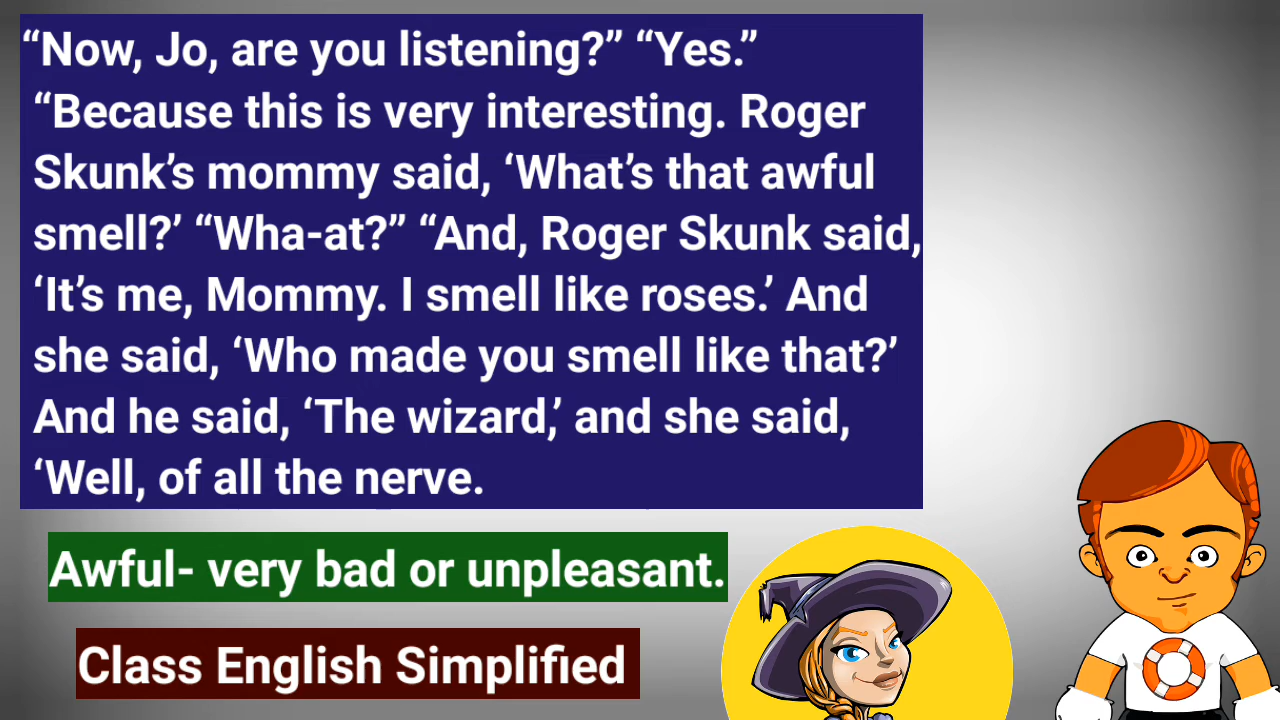 “Now, Jo, are you listening?” “Yes.”
“Because this is very interesting. Roger
Skunk’s mommy said, ‘What’s that awful
smell?’ “Wha-at?” “And, Roger Skunk said,
‘It’s me, Mommy. I smell like roses.’ And
she said, ‘Who made you smell like that?’
And he said, ‘The wizard,’ and she said,
‘Well, of all the nerve.
Awful- very bad or unpleasant.
Class English Simplified